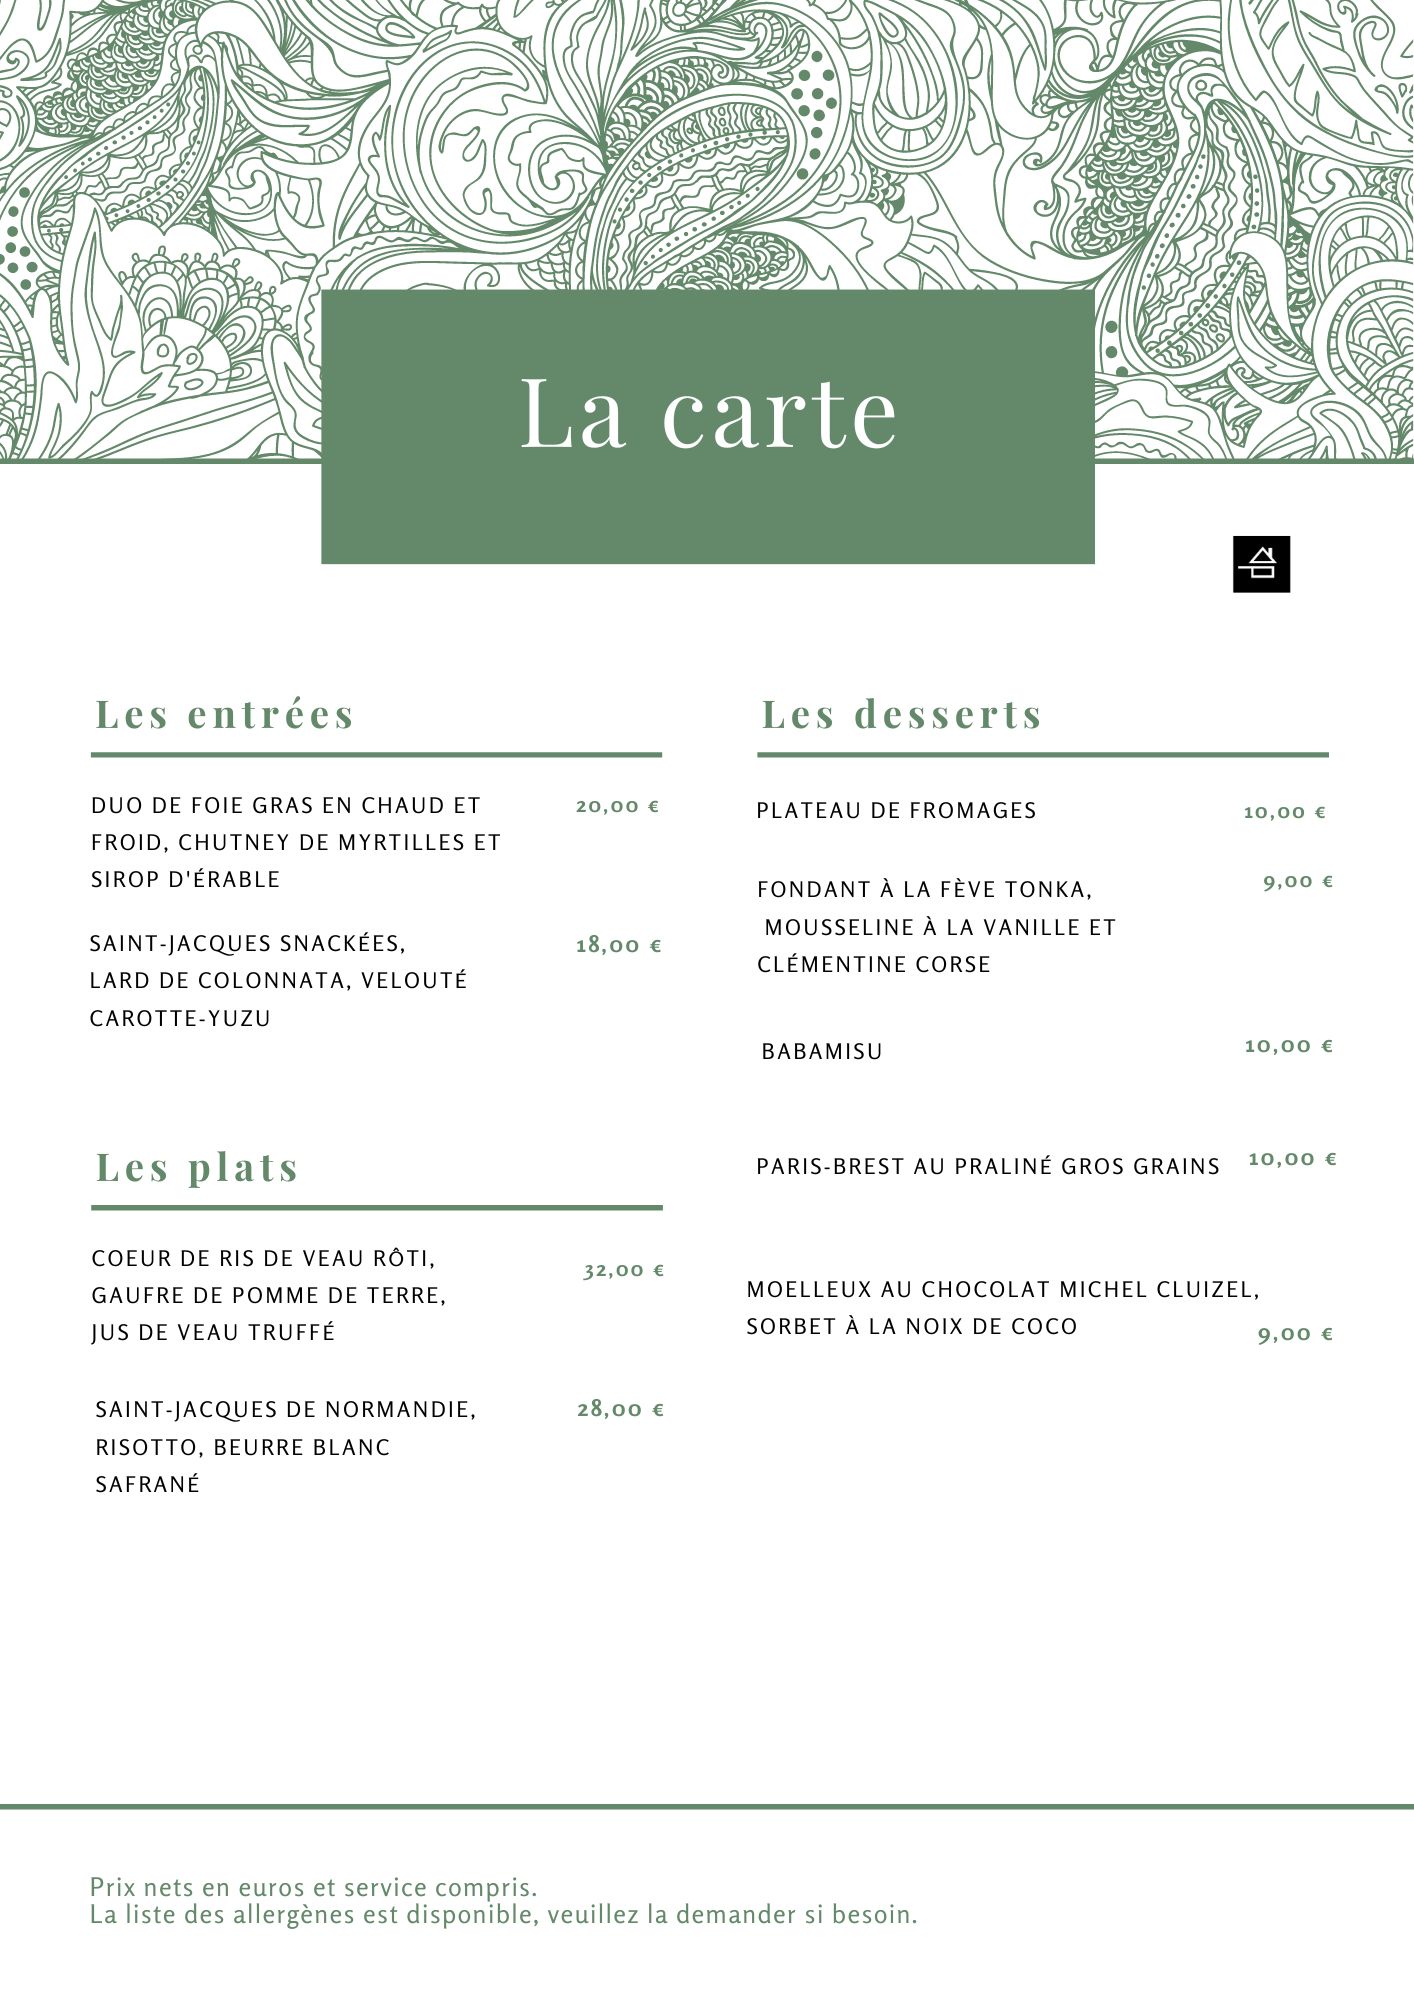 La carte
Les entrées
DUO DE FOIE GRAS EN CHAUD ET 20,00 €
FROID, CHUTNEY DE MYRTILLES ET
SIROP D'ÉRABLE
SAINT-JACQUES SNACKÉES, 18,00 €
LARD DE COLONNATA, VELOUTÉ
CAROTTE-YUZU
Les plats
COEUR DE RIS DE VEAU RÔTI, 32,00 €
GAUFRE DE POMME DE TERRE,
JUS DE VEAU TRUFFÉ
SAINT-JACQUES DE NORMANDIE, 28,00 €
RISOTTO, BEURRE BLANC
SAFRANÉ
Les desserts
PLATEAU DE FROMAGES 10,00 €
FONDANT À LA FÈVE TONKA, 9,00 €
MOUSSELINE À LA VANILLE ET
CLÉMENTINE CORSE
BABAMISU 10,00 €
PARIS-BREST AU PRALINÉ GROS GRAINS 10,00 €
MOELLEUX AU CHOCOLAT MICHEL CLUIZEL,
SORBET À LA NOIX DE COCO 9,00 €
Prix nets en euros et service compris.
La liste des allergènes est disponible, veuillez la demander si besoin.